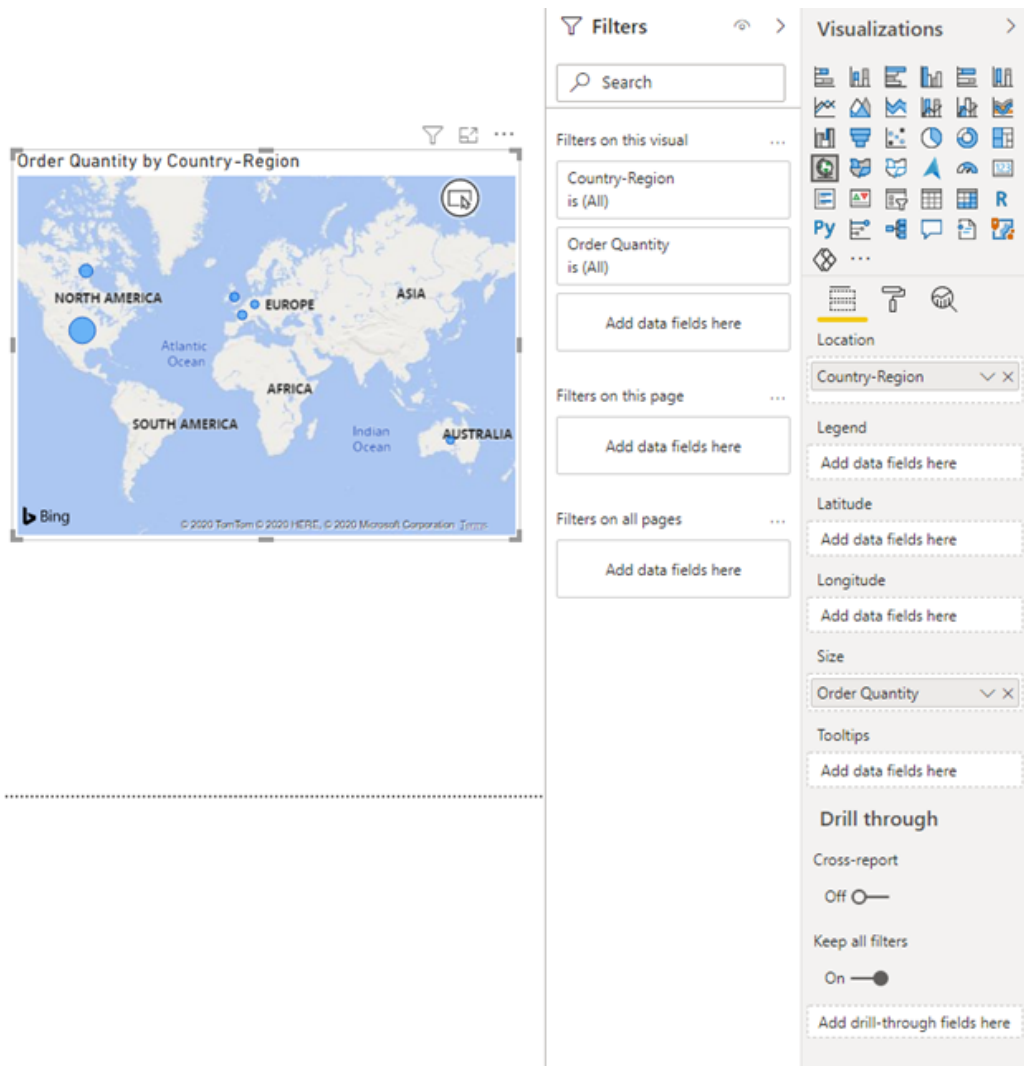 Order Quantity by Country-Region
NORTH AMERICA
EUROPE
ASIA
Atlantic
Ocean
AFRICA
SOUTH AMERICA
Indian
Ocean
AUSTRALIA
Bing
© 2020 TomTom © 2020 HERE, © 2020 Microsoft Corporation Terms
Filters
Search
Filters on this visual
Country-Region
is (All)
Order Quantity
is (All)
Add data fields here
Filters on this page
Add data fields here
Filters on all pages
Add data fields here
Visualizations
123
R
Py
Location
Country-Region
Legend
Add data fields here
Latitude
Add data fields here
Longitude
Add data fields here
Size
Order Quantity
Tooltips
Add data fields here
Drill through
Cross-report
Off
Keep all filters
On
Add drill-through fields here